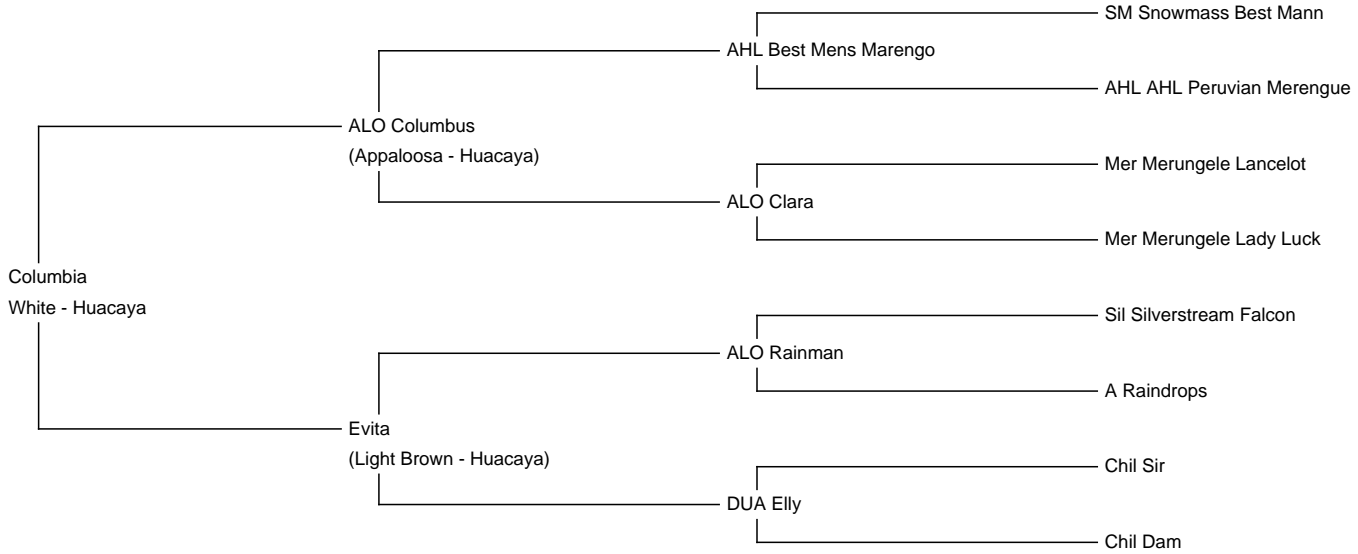 SM Snowmass Best Mann
AHL Best Mens Marengo
AHL AHL Peruvian Merengue
ALO Columbus
(Appaloosa - Huacaya)
Mer Merungele Lancelot
ALO Clara
Mer Merungele Lady Luck
Columbia
White - Huacaya
Sil Silverstream Falcon
ALO Rainman
A Raindrops
Evita
(Light Brown - Huacaya)
Chil Sir
DUA Elly
Chil Dam